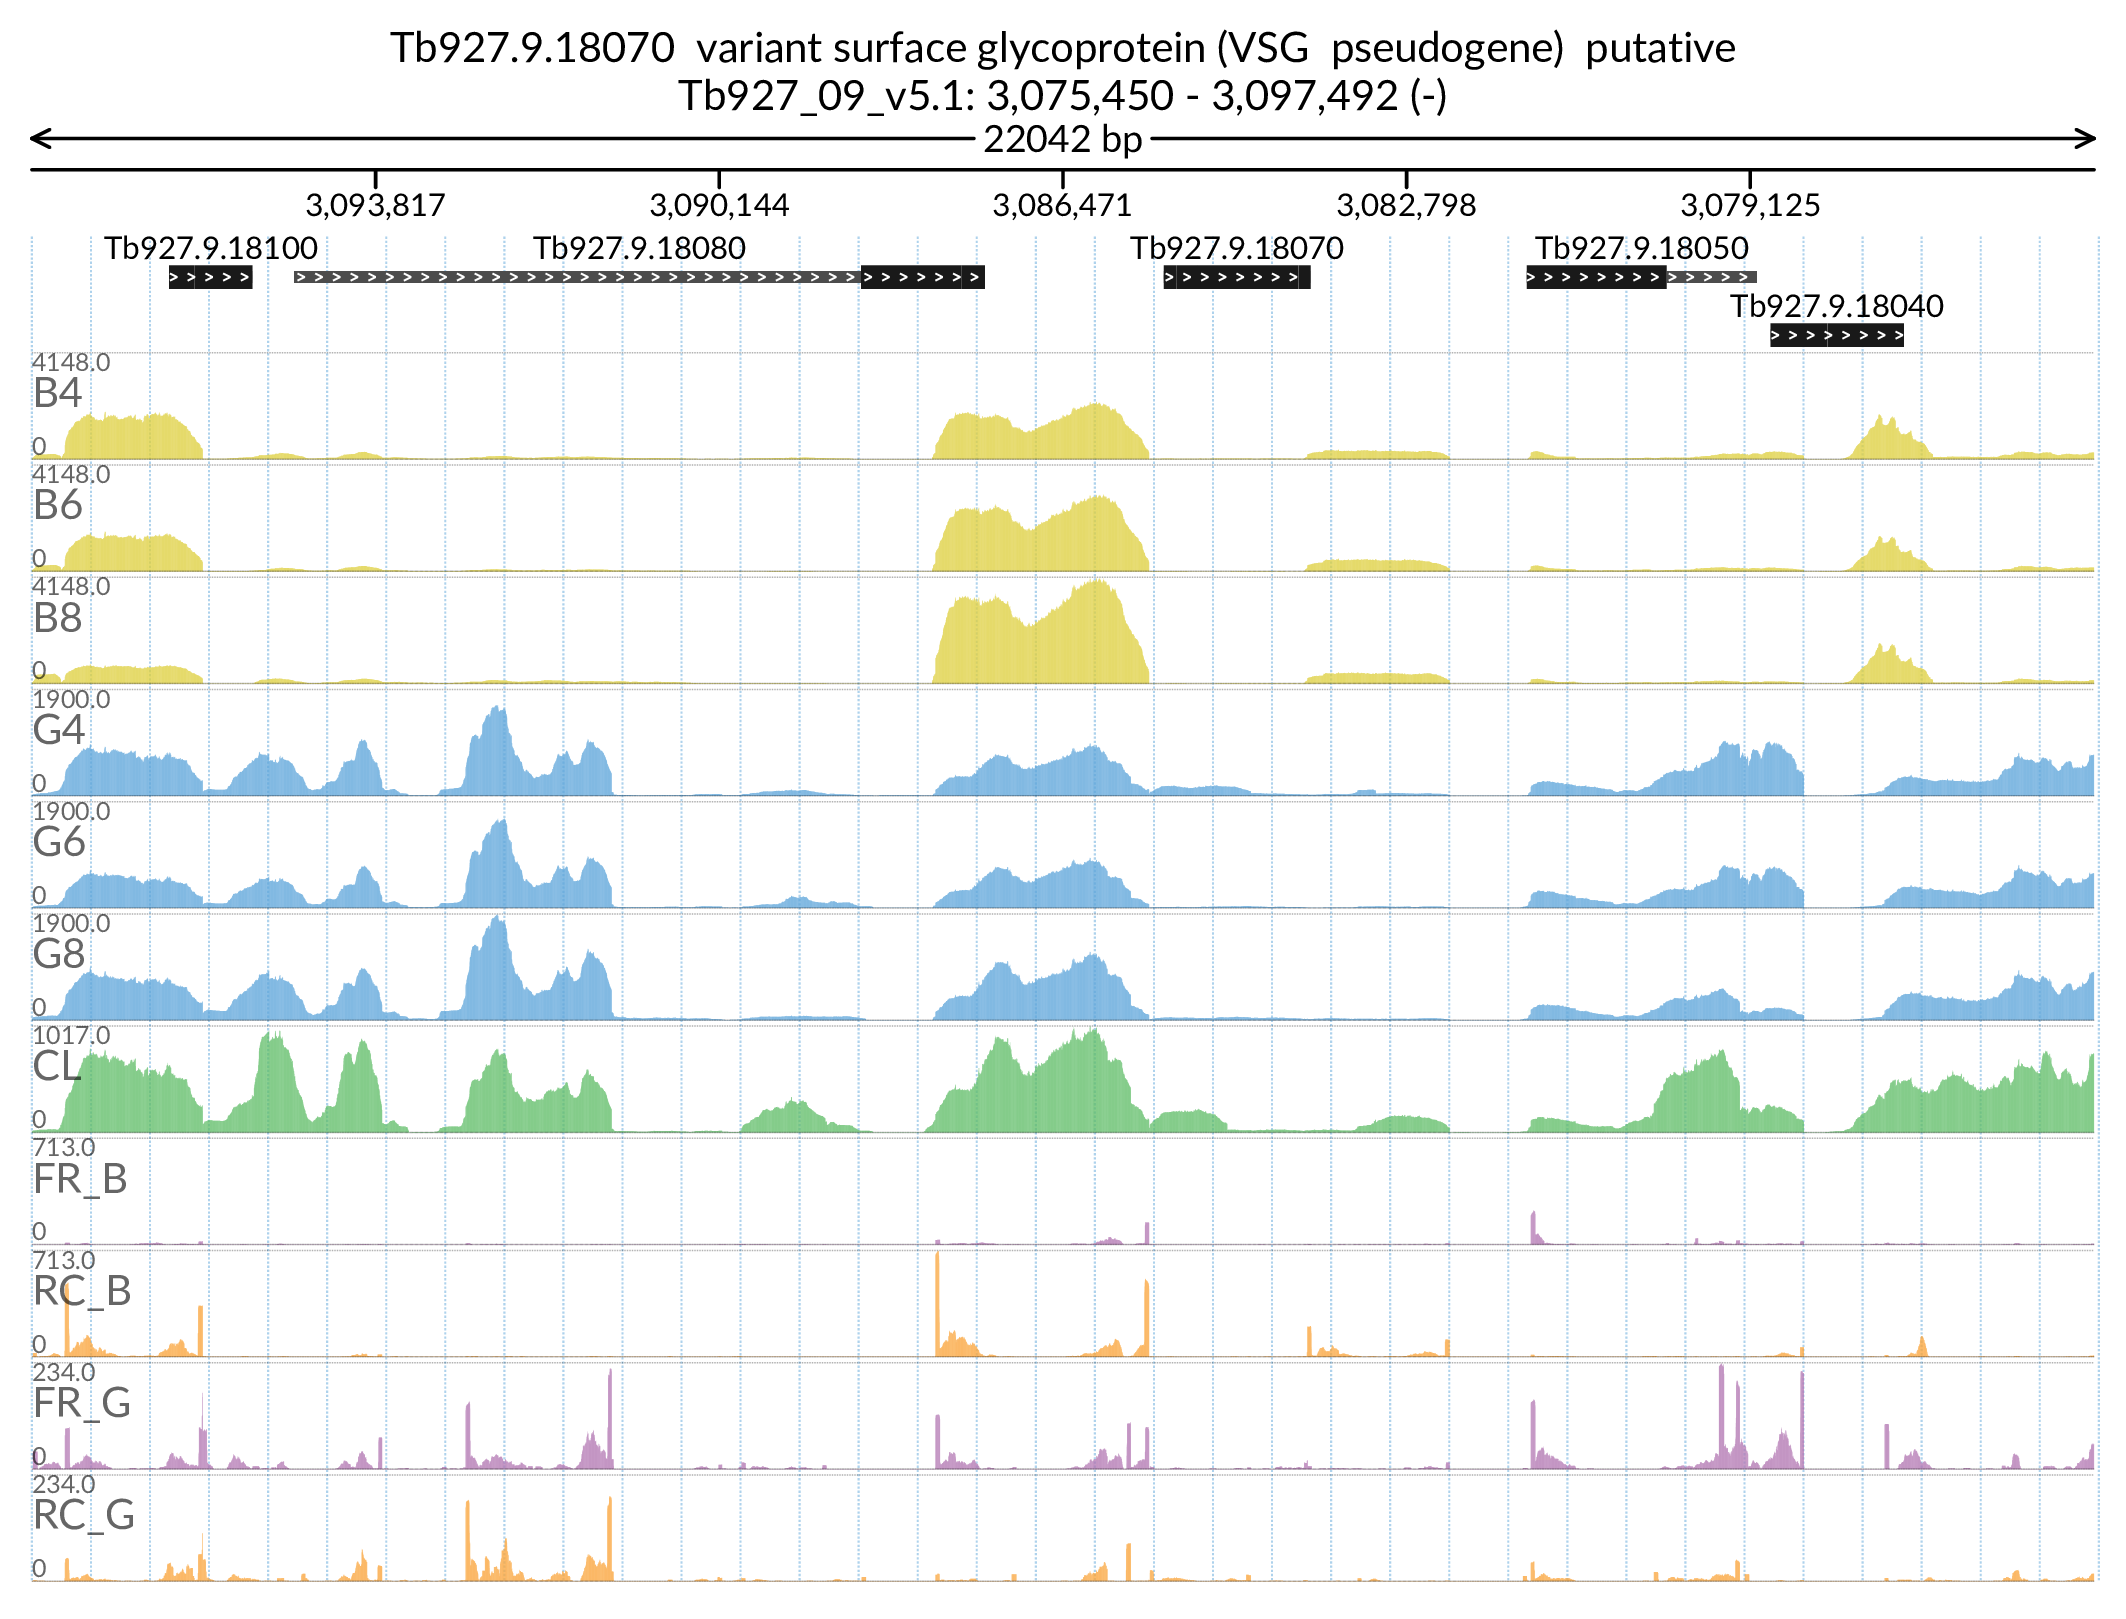 Tb927.9.18070 variant surface glycoprotein (VSG pseudogene) putative
Tb927_09_v5.1: 3,075,450 - 3,097,492 (-)
22042 bp
3,093,817 3,090,144 3,086,471 3,082,798 3,079,125
Tb927.9.18100 Tb927.9.18080 Tb927.9.18070 Tb927.9.18050
Tb927.9.18040
4148.0
B4
0
4148.0
B6
0
4148.0
B8
0
1900.0
G4
0
1900.0
G6
0
1900.0
G8
0
1017.0
CL
0
713.0
FR_B
0
713.0
RC_B
0
234.0
FR_G
0
234.0
RC_G
0